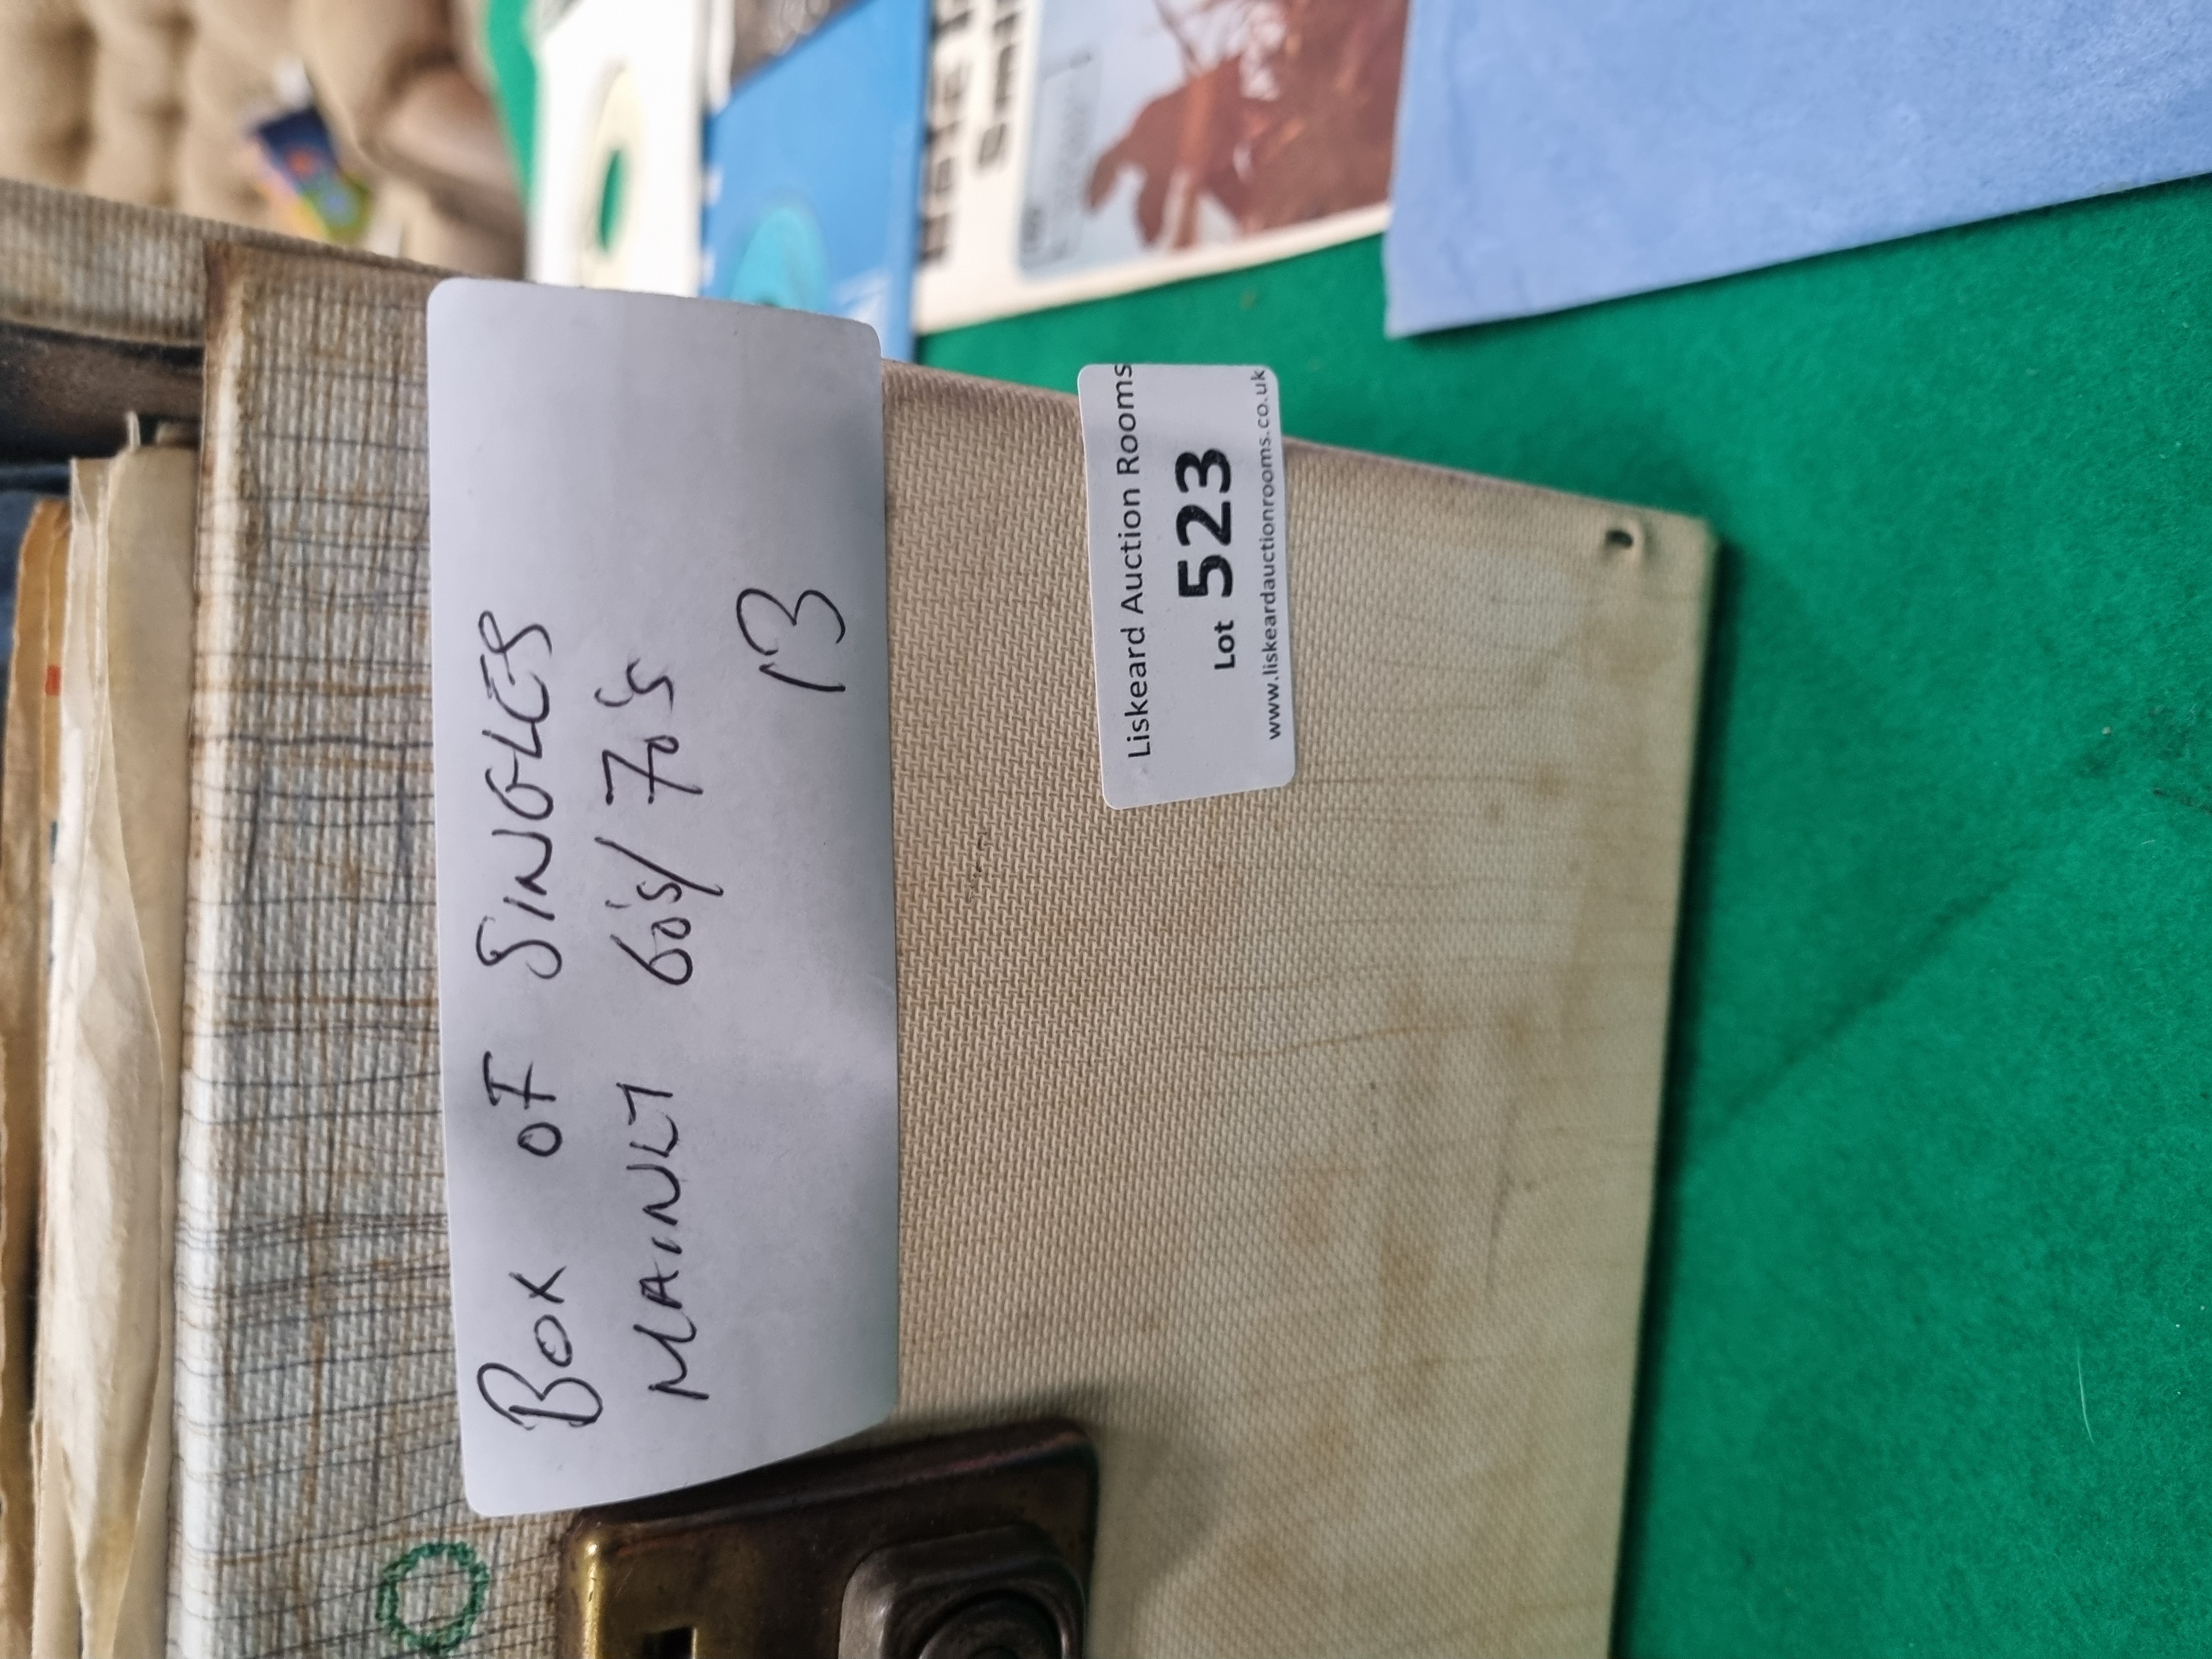 BOX OF SINGLES
MAINLY 60's/70's
13
Liskeard Auction Rooms
Lot 523
www.liskeardauctionrooms.co.uk